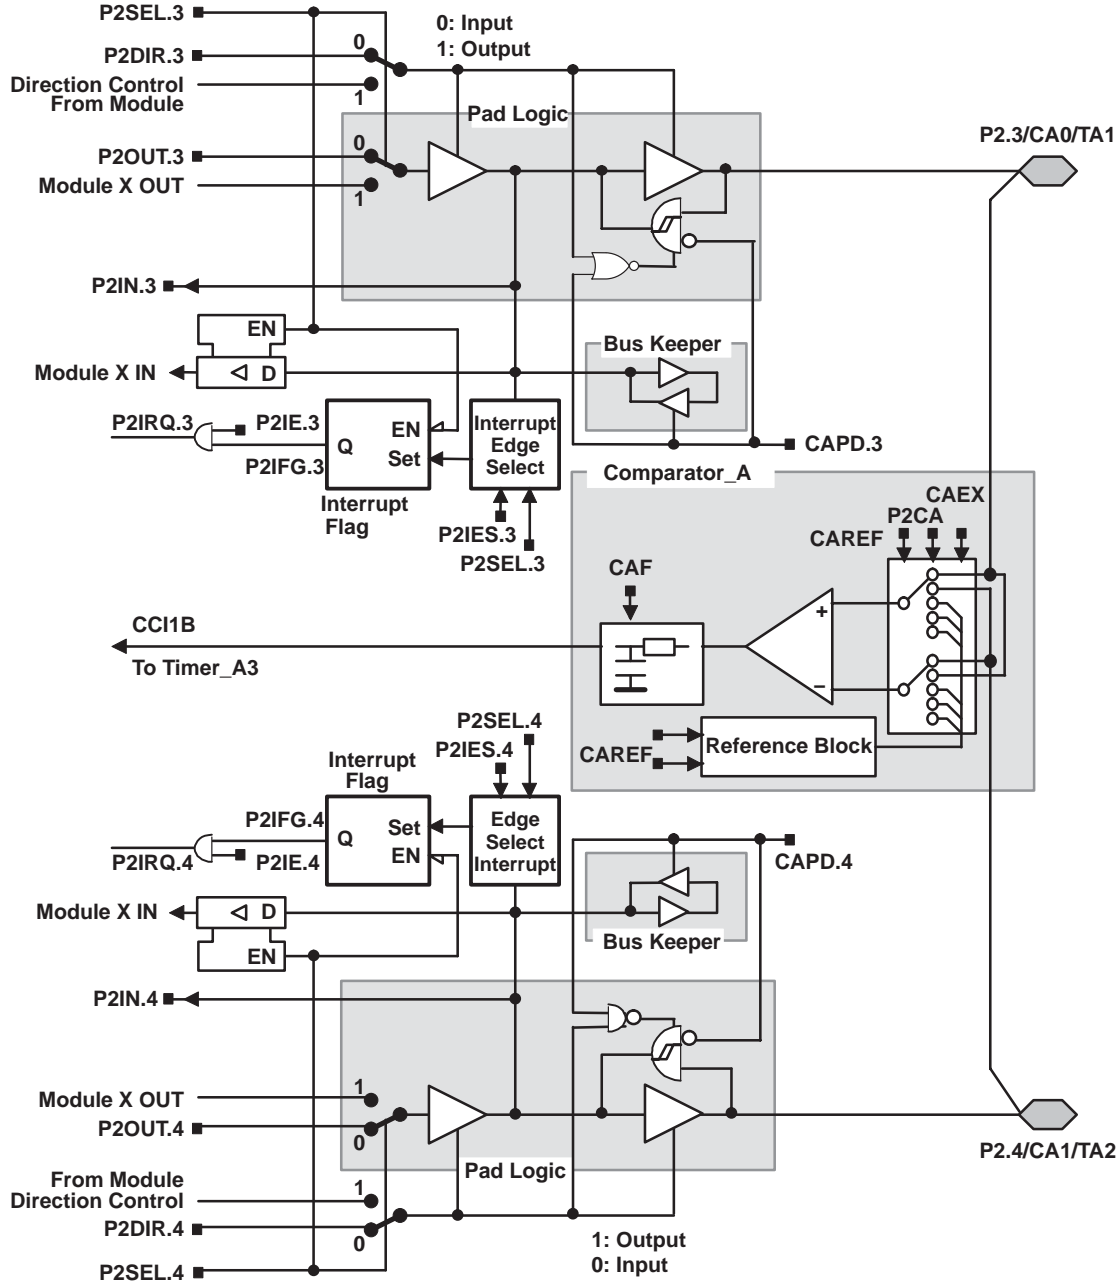 P2SEL.3
0: Input
1: Output
P2DIR.3
0
Direction Control
From Module
1
Pad Logic
P2OUT.3
0
Module X OUT
1
P2.3/CA0/TA1
P2IN.3
EN
Module X IN
D
Bus Keeper
P2IRQ.3
P2IE.3
P2IFG.3
Q
EN
Set
Interrupt
Edge
Select
Interrupt
Flag
P2IES.3
P2SEL.3
CAPD.3
Comparator_A
CAEX
P2CA
CAREF
CAF
+
−
CCI1B
To Timer_A3
Reference Block
CAREF
P2SEL.4
P2IES.4
Interrupt
Flag
P2IFG.4
P2IRQ.4
P2IE.4
Q
Set
EN
Edge
Select
Interrupt
CAPD.4
Module X IN
D
EN
Bus Keeper
P2IN.4
Module X OUT
1
P2OUT.4
0
Pad Logic
From Module
Direction Control
1
P2DIR.4
0
P2SEL.4
1: Output
0: Input
P2.4/CA1/TA2